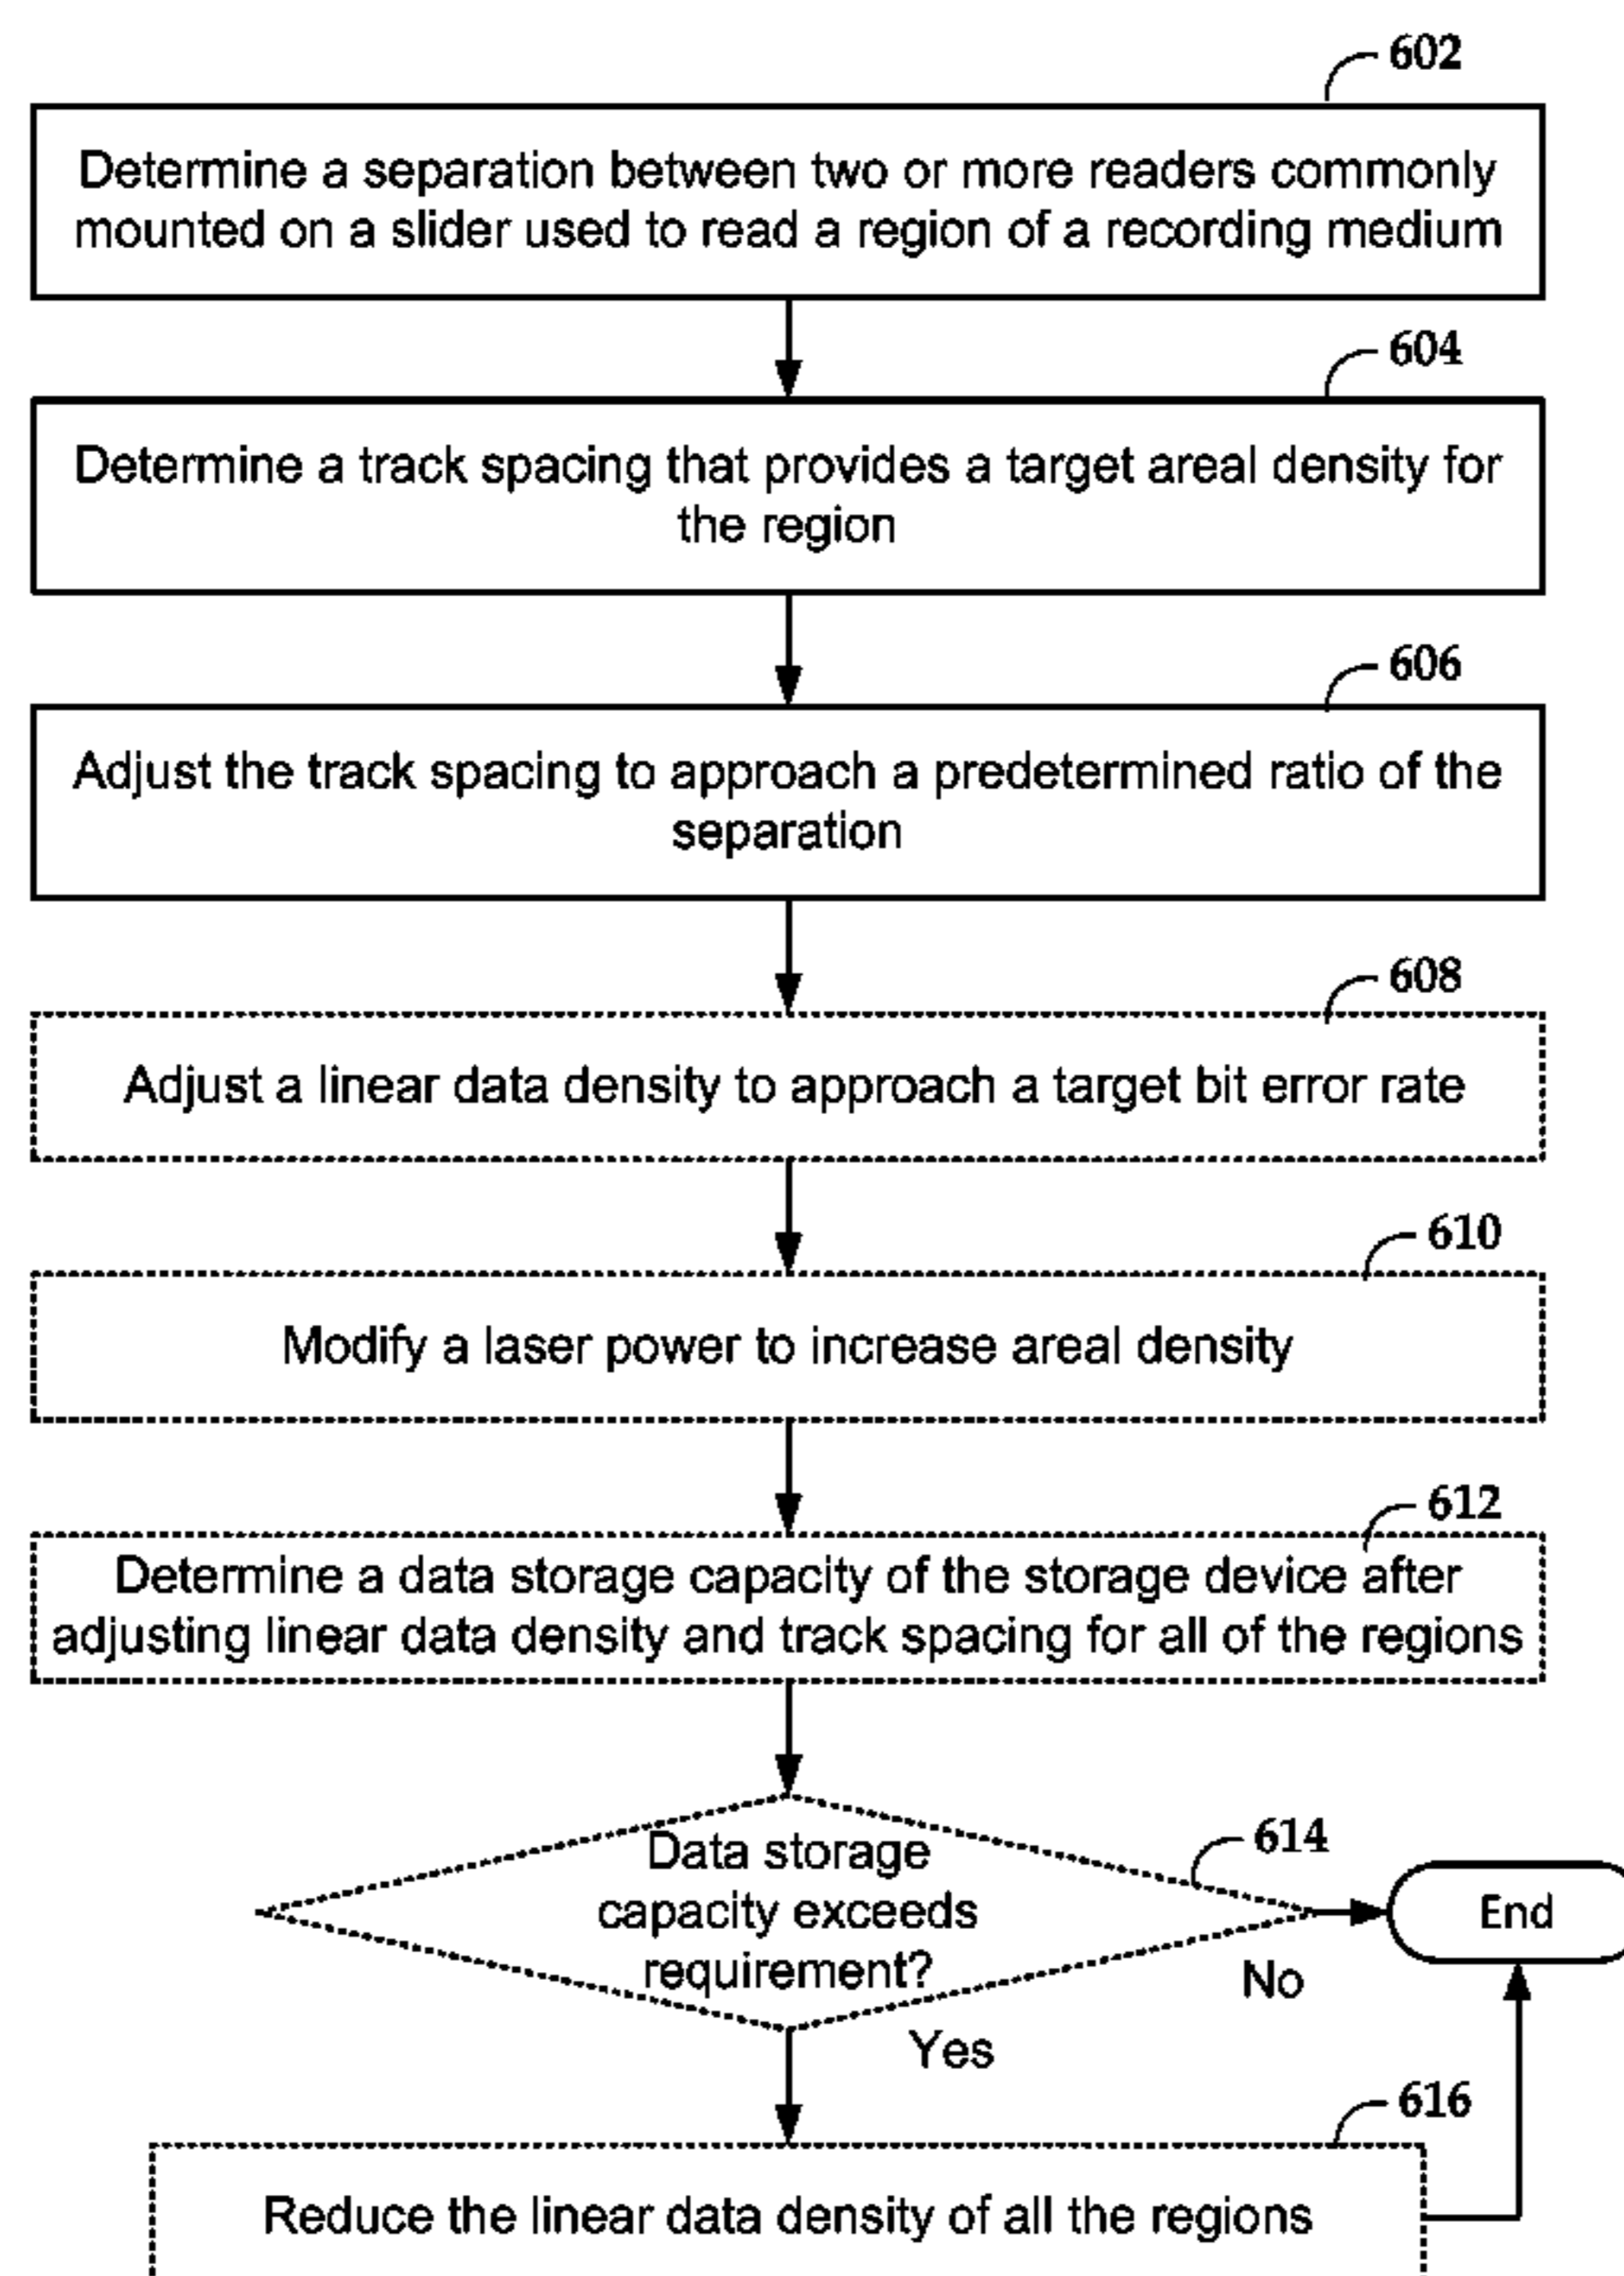 602
Determine a separation between two or more readers commonly
mounted on a slider used to read a region of a recording medium
604
Determine a track spacing that provides a target areal density for
the region
606
Adjust the track spacing to approach a predetermined ratio of the
separation
608
Adjust a linear data density to approach a target bit error rate
610
Modify a laser power to increase areal density
612
Determine a data storage capacity of the storage device after
adjusting linear data density and track spacing for all of the regions
614
Data storage
capacity exceeds
requirement?
End
No
Yes
616
Reduce the linear data density of all the regions